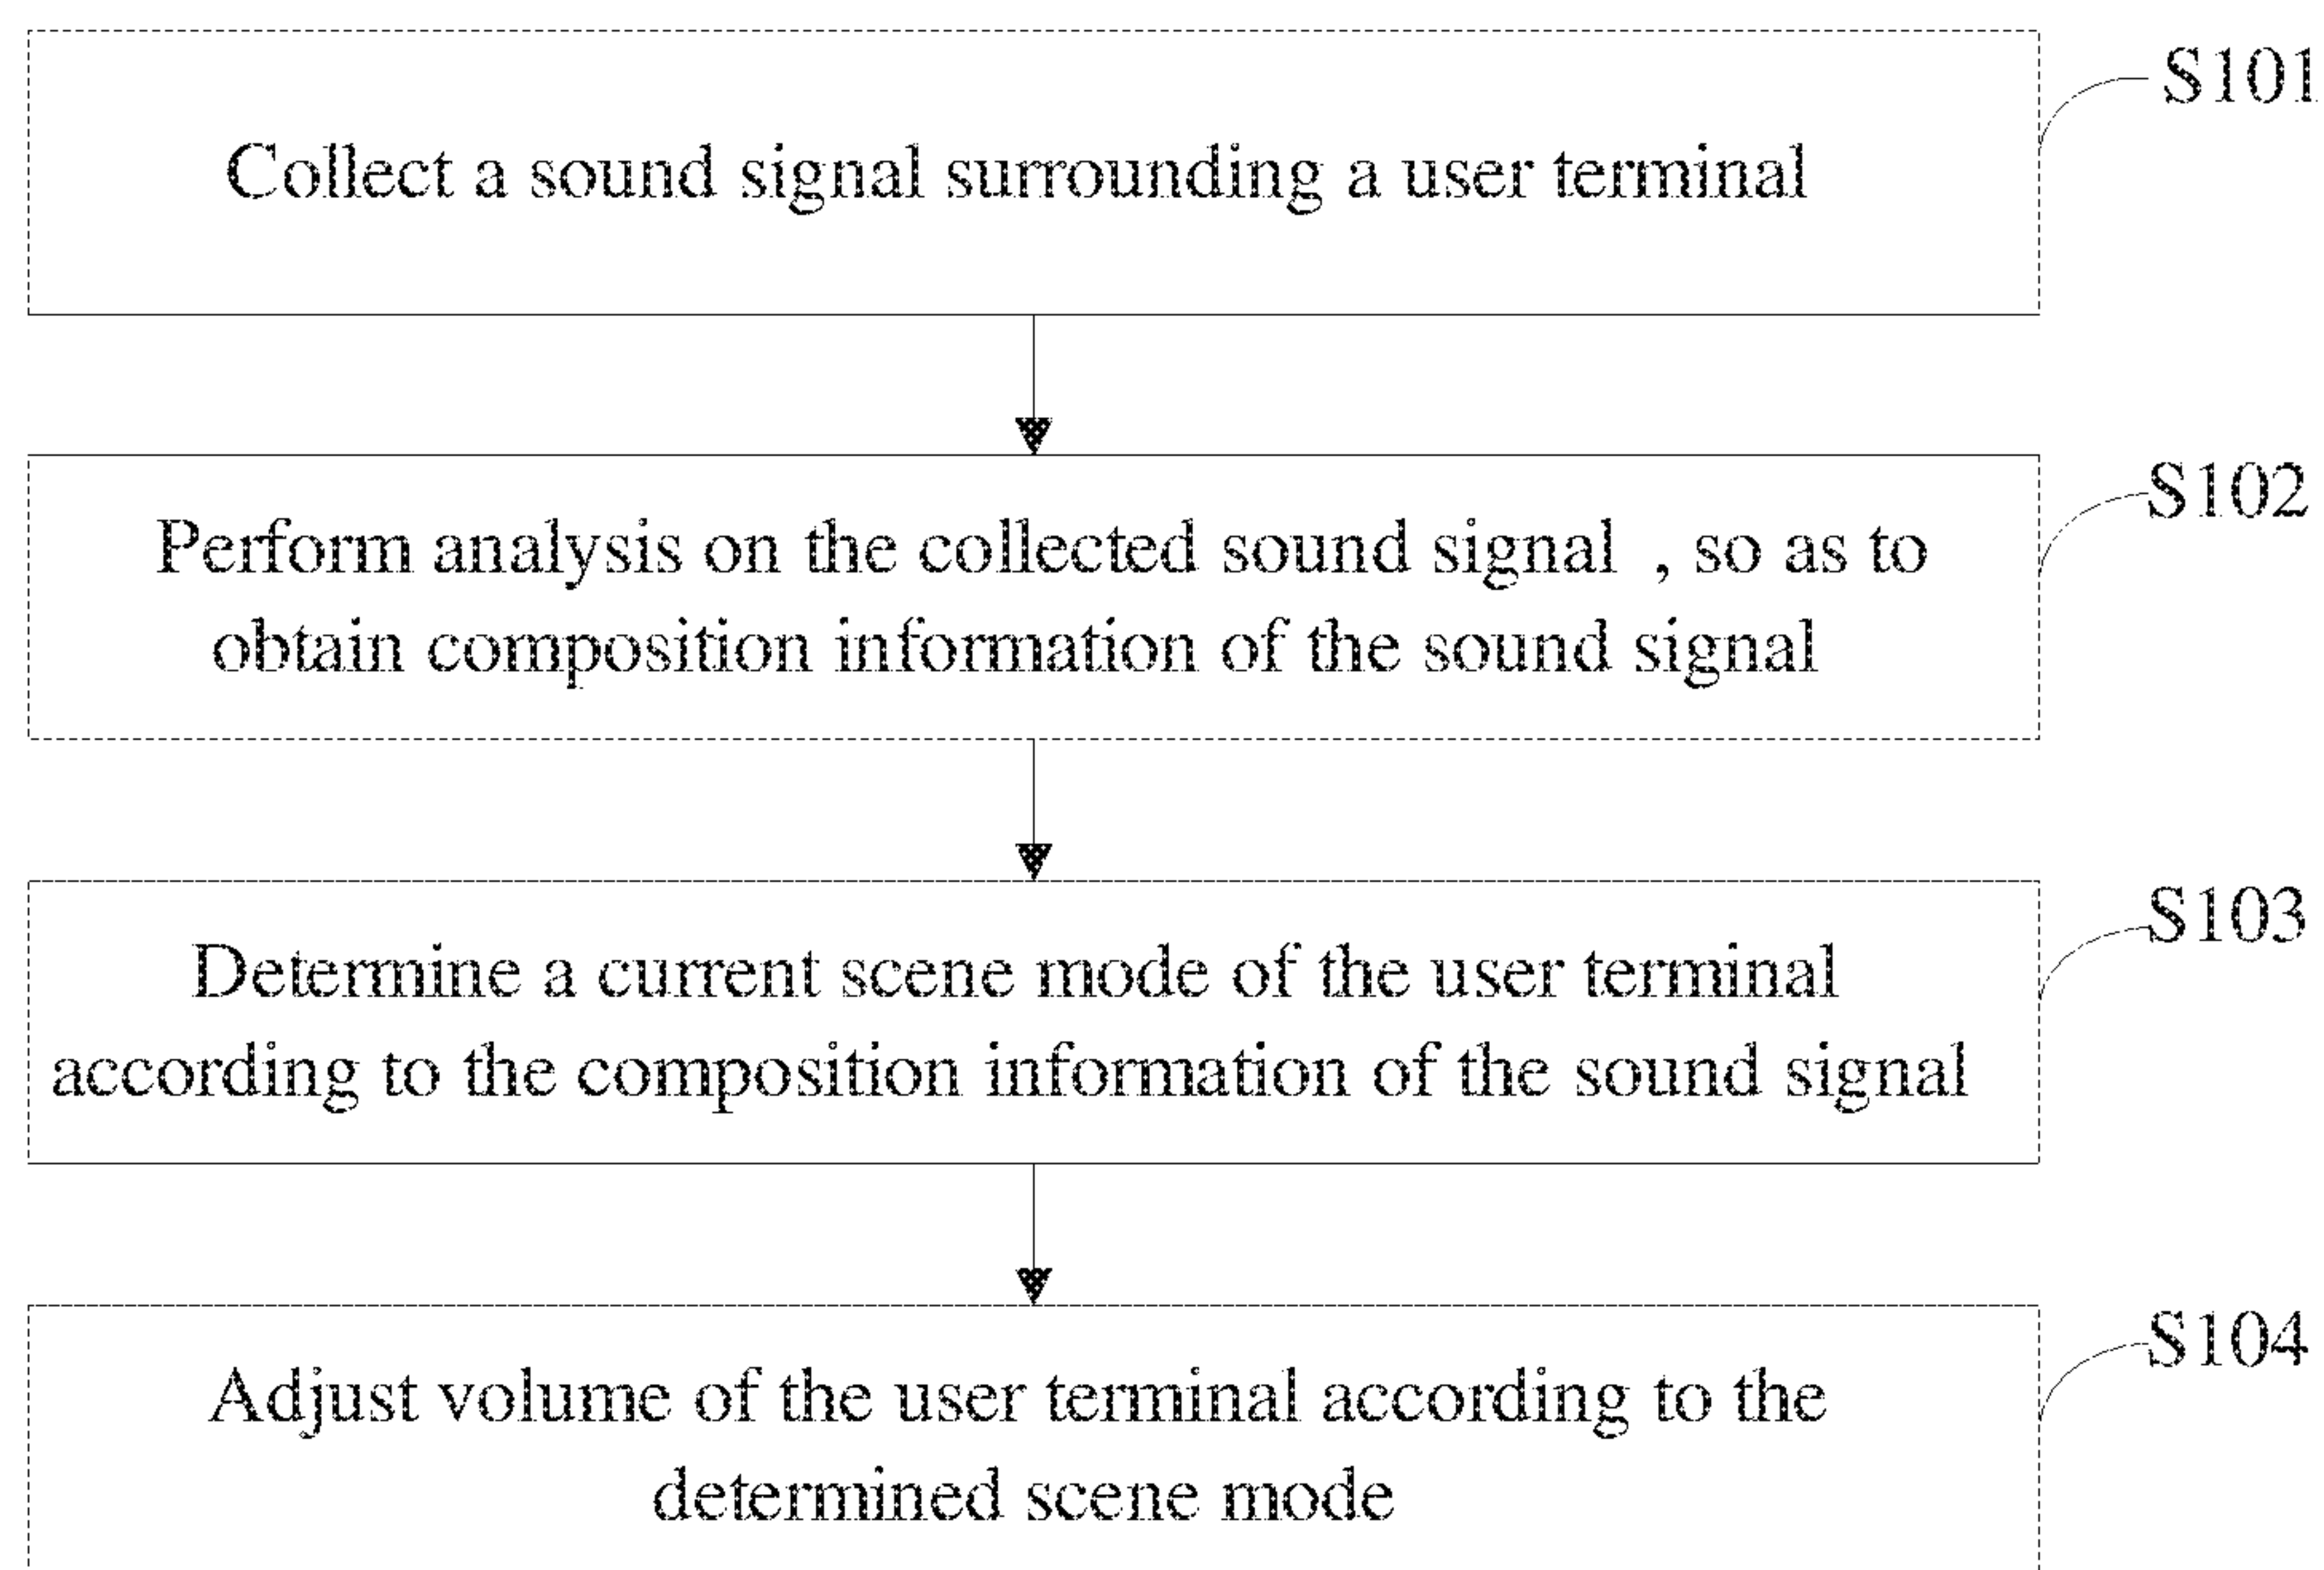 S101
Collect a sound signal surrounding a user terminal
S102
Perform analysis on the collected sound signal , so as to
obtain composition information of the sound signal
S103
Determine a current scene mode of the user terminal
according to the composition information of the sound signal
S104
Adjust volume of the user terminal according to the
determined scene mode